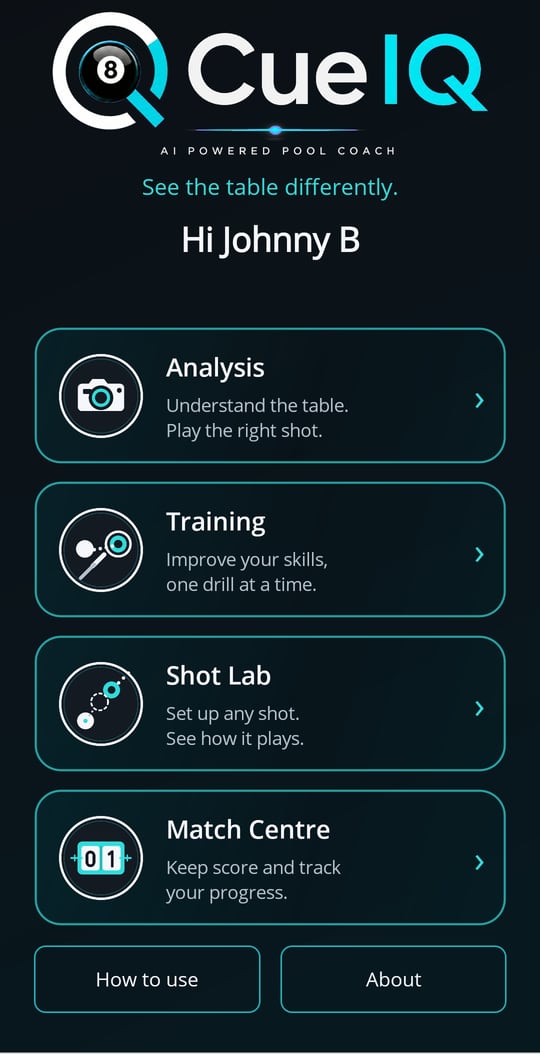 8 Cue IQ
AI POWERED POOL COACH
See the table differently.
Hi Johnny B
Analysis
Understand the table.
Play the right shot.
Training
Improve your skills,
one drill at a time.
Shot Lab
Set up any shot.
See how it plays.
Match Centre
01
Keep score and track
your progress.
How to use
About